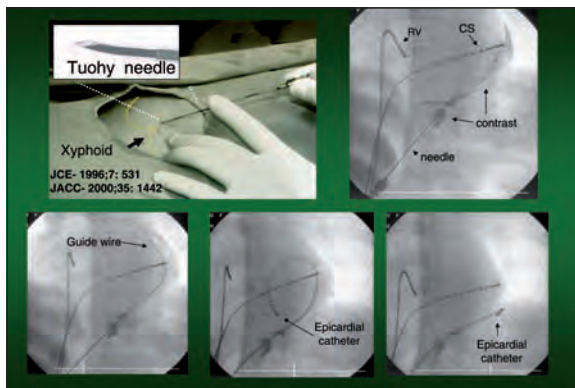 Tuohy needle
Xyphoid
JCE- 1996;7: 531
JACC- 2000;35: 1442
RV
CS
contrast
needle
Guide wire
Epicardial
catheter
Epicardial
catheter